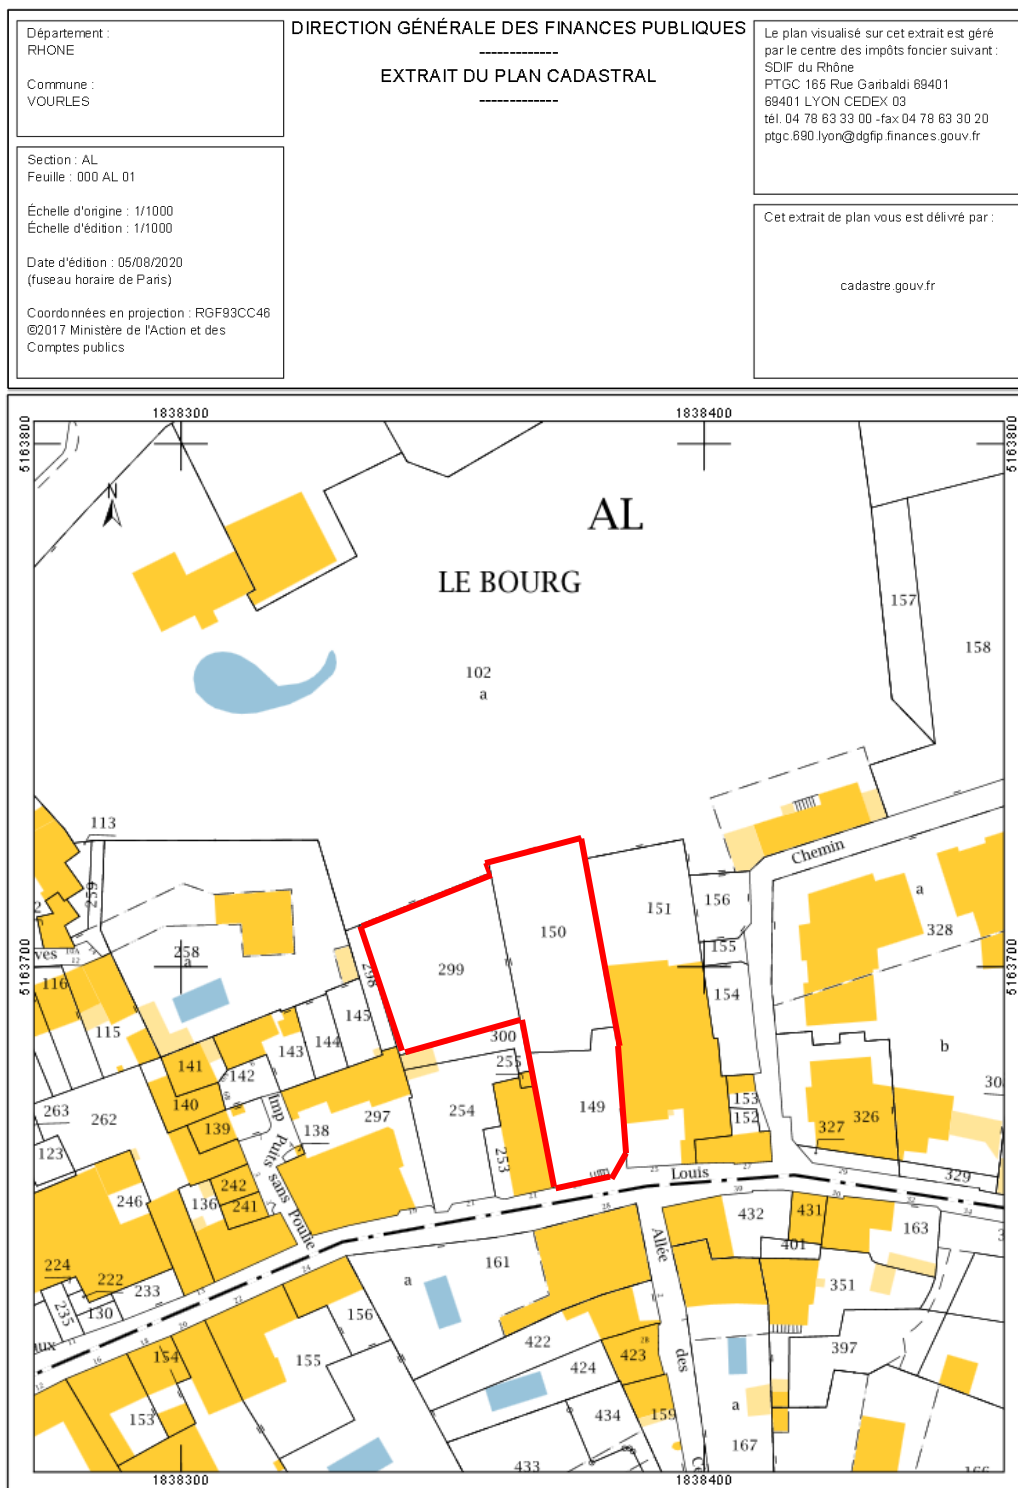 Département :
RHONE
Commune :
VOURLES
Section : AL
Feuille : 000 AL 01
Échelle d'origine : 1/1000
Échelle d'édition : 1/1000
Date d'édition : 05/08/2020
(fuseau horaire de Paris)
Coordonnées en projection : RGF93CC46
©2017 Ministère de l'Action et des
Comptes publics
DIRECTION GÉNÉRALE DES FINANCES PUBLIQUES
-------------
EXTRAIT DU PLAN CADASTRAL
-------------
Le plan visualisé sur cet extrait est géré
par le centre des impôts foncier suivant :
SDIF du Rhône
PTGC 165 Rue Garibaldi 69401
69401 LYON CEDEX 03
tél. 04 78 63 33 00 -fax 04 78 63 30 20
ptgc.690.lyon@dgfip.finances.gouv.fr
Cet extrait de plan vous est délivré par :
cadastre.gouv.fr
1838300
1838400
5163800
5163800
N
AL
LE BOURG
157
158
102
a
113
259
Chemin
a
156
151
328
150
155
ves
258
a
299
298
5163700
5163700
116
154
145
115
144
300
143
b
255
141
142
140
153
152
149
254
297
326
263
262
Imp
138
139
327
123
253
Puits sans Poulie
242
246
136
241
Louis
329
432
431
163
Allée
401
224
222
233
161
a
351
235
130
156
422
397
aux
154
155
424
423
des
153
434
159
a
167
433
1838300
1838400